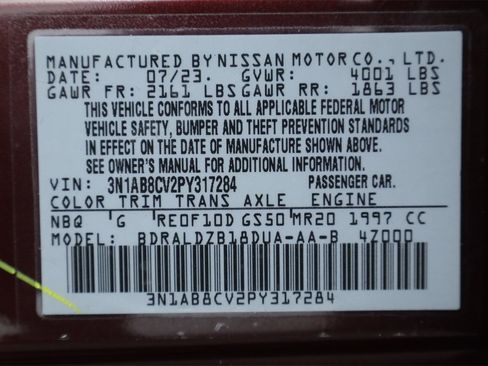 MANUFACTURED BY NISSAN MOTOR CO., LTD.
DATE: 07/23 GVWR: 4001 LBS
GAWR FR: 2161 LBS GAWR RR: 1863 LBS
THIS VEHICLE CONFORMS TO ALL APPLICABLE FEDERAL MOTOR
VEHICLE SAFETY, BUMPER AND THEFT PREVENTION STANDARDS
IN EFFECT ON THE DATE OF MANUFACTURE SHOWN ABOVE.
SEE OWNER'S MANUAL FOR ADDITIONAL INFORMATION.
VIN: 3N1AB8CV2PY317284 PASSENGER CAR.
COLOR TRIM TRANS AXLE ENGINE
NBQ G RE0F10D GS50 MR20 1997 CC
MODEL: BDRALDZB18DUA-AA-B 4Z000
3N1AB8CV2PY317284